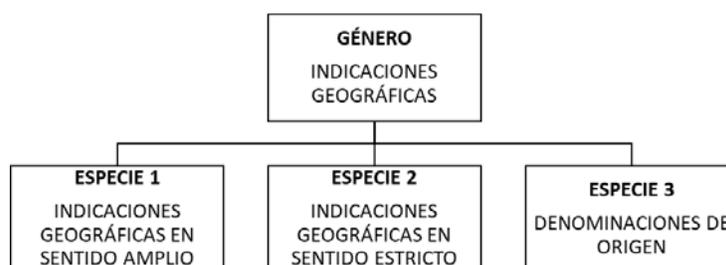 GÉNERO
INDICACIONES
GEOGRÁFICAS
ESPECIE 1
INDICACIONES
GEOGRÁFICAS EN
SENTIDO AMPLIO
ESPECIE 2
INDICACIONES
GEOGRÁFICAS EN
SENTIDO ESTRICTO
ESPECIE 3
DENOMINACIONES DE
ORIGEN